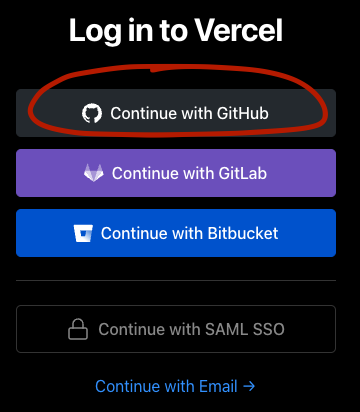 Log in to Vercel
Continue with GitHub
Continue with GitLab
Continue with Bitbucket
Continue with SAML SSO
Continue with Email →